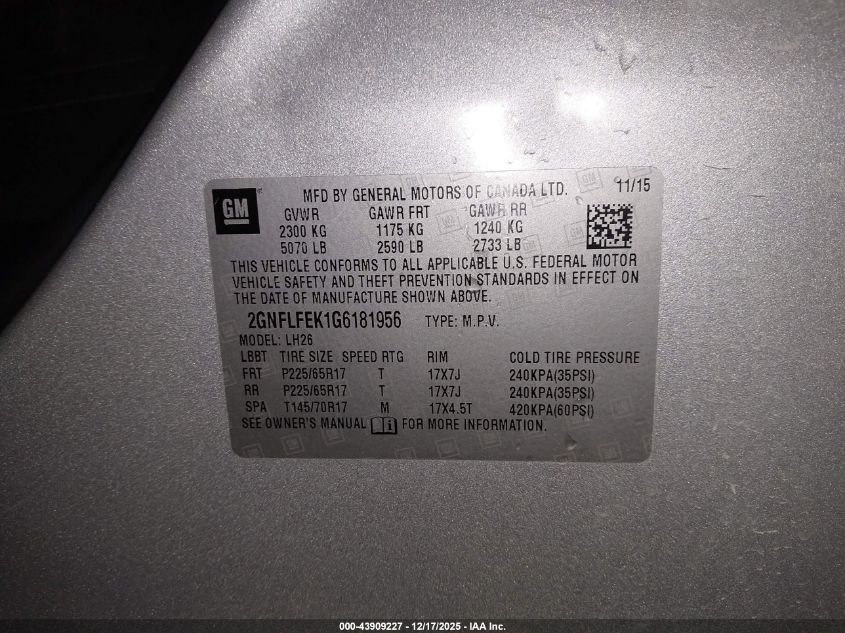 GM
MFD BY GENERAL MOTORS OF CANADA LTD. 11/15
GVWR GAWR FRT GAWR RR
2300 KG 1175 KG 1240 KG
5070 LB 2590 LB 2733 LB
THIS VEHICLE CONFORMS TO ALL APPLICABLE U.S. FEDERAL MOTOR
VEHICLE SAFETY AND THEFT PREVENTION STANDARDS IN EFFECT ON
THE DATE OF MANUFACTURE SHOWN ABOVE.
2GNFLFEK1G6181956 TYPE: M.P.V.
MODEL: LH26
LBBT TIRE SIZE SPEED RTG RIM COLD TIRE PRESSURE
FRT P225/65R17 T 17X7J 240KPA(35PSI)
RR P225/65R17 T 17X7J 240KPA(35PSI)
SPA T145/70R17 M 17X4.5T 420KPA(60PSI)
SEE OWNER'S MANUAL FOR MORE INFORMATION.
000-43909227 - 12/17/2025 - IAA Inc.